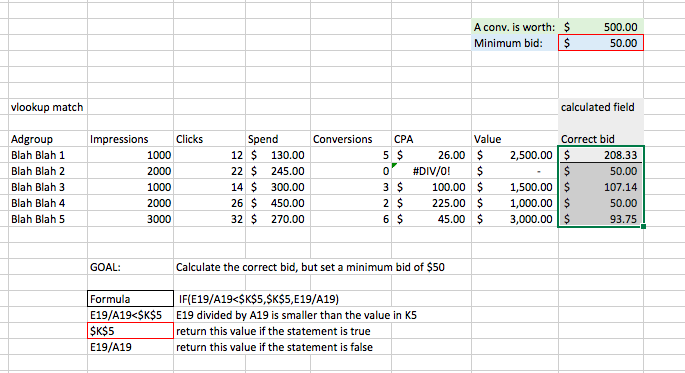 A conv. is worth: $ 500.00
Minimum bid: $ 50.00
vlookup match calculated field
Adgroup Impressions Clicks Spend Conversions CPA Value Correct bid
Blah Blah 1 1000 12 $ 130.00 5 $ 26.00 $ 2,500.00 $ 208.33
Blah Blah 2 2000 22 $ 245.00 0 #DIV/0! $ - $ 50.00
Blah Blah 3 1000 14 $ 300.00 3 $ 100.00 $ 1,500.00 $ 107.14
Blah Blah 4 2000 26 $ 450.00 2 $ 225.00 $ 1,000.00 $ 50.00
Blah Blah 5 3000 32 $ 270.00 6 $ 45.00 $ 3,000.00 $ 93.75
GOAL: Calculate the correct bid, but set a minimum bid of $50
Formula IF(E19/A19<$K$5,$K$5,E19/A19)
E19/A19<$K$5 E19 divided by A19 is smaller than the value in K5
$K$5 return this value if the statement is true
E19/A19 return this value if the statement is false